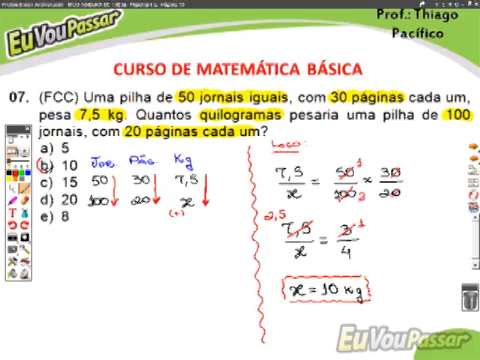 Prof.: Thiago
Pacífico
EuVouPassar
CURSO DE MATEMÁTICA BÁSICA
07. (FCC) Uma pilha de 50 jornais iguais, com 30 páginas cada um,
pesa 7,5 kg. Quantos quilogramas pesaria uma pilha de 100
jornais, com 20 páginas cada um?
a) 5
b) 10
c) 15
d) 20
e) 8
Jor. Pág. Kg
50 30 7,5
100 20 x
(+)
Logo:
7,5 / x = 50 1 / 100 2 × 30 / 20
2,5 7,5 / x = 3 1 / 4
x = 10 Kg
EuVouPassar